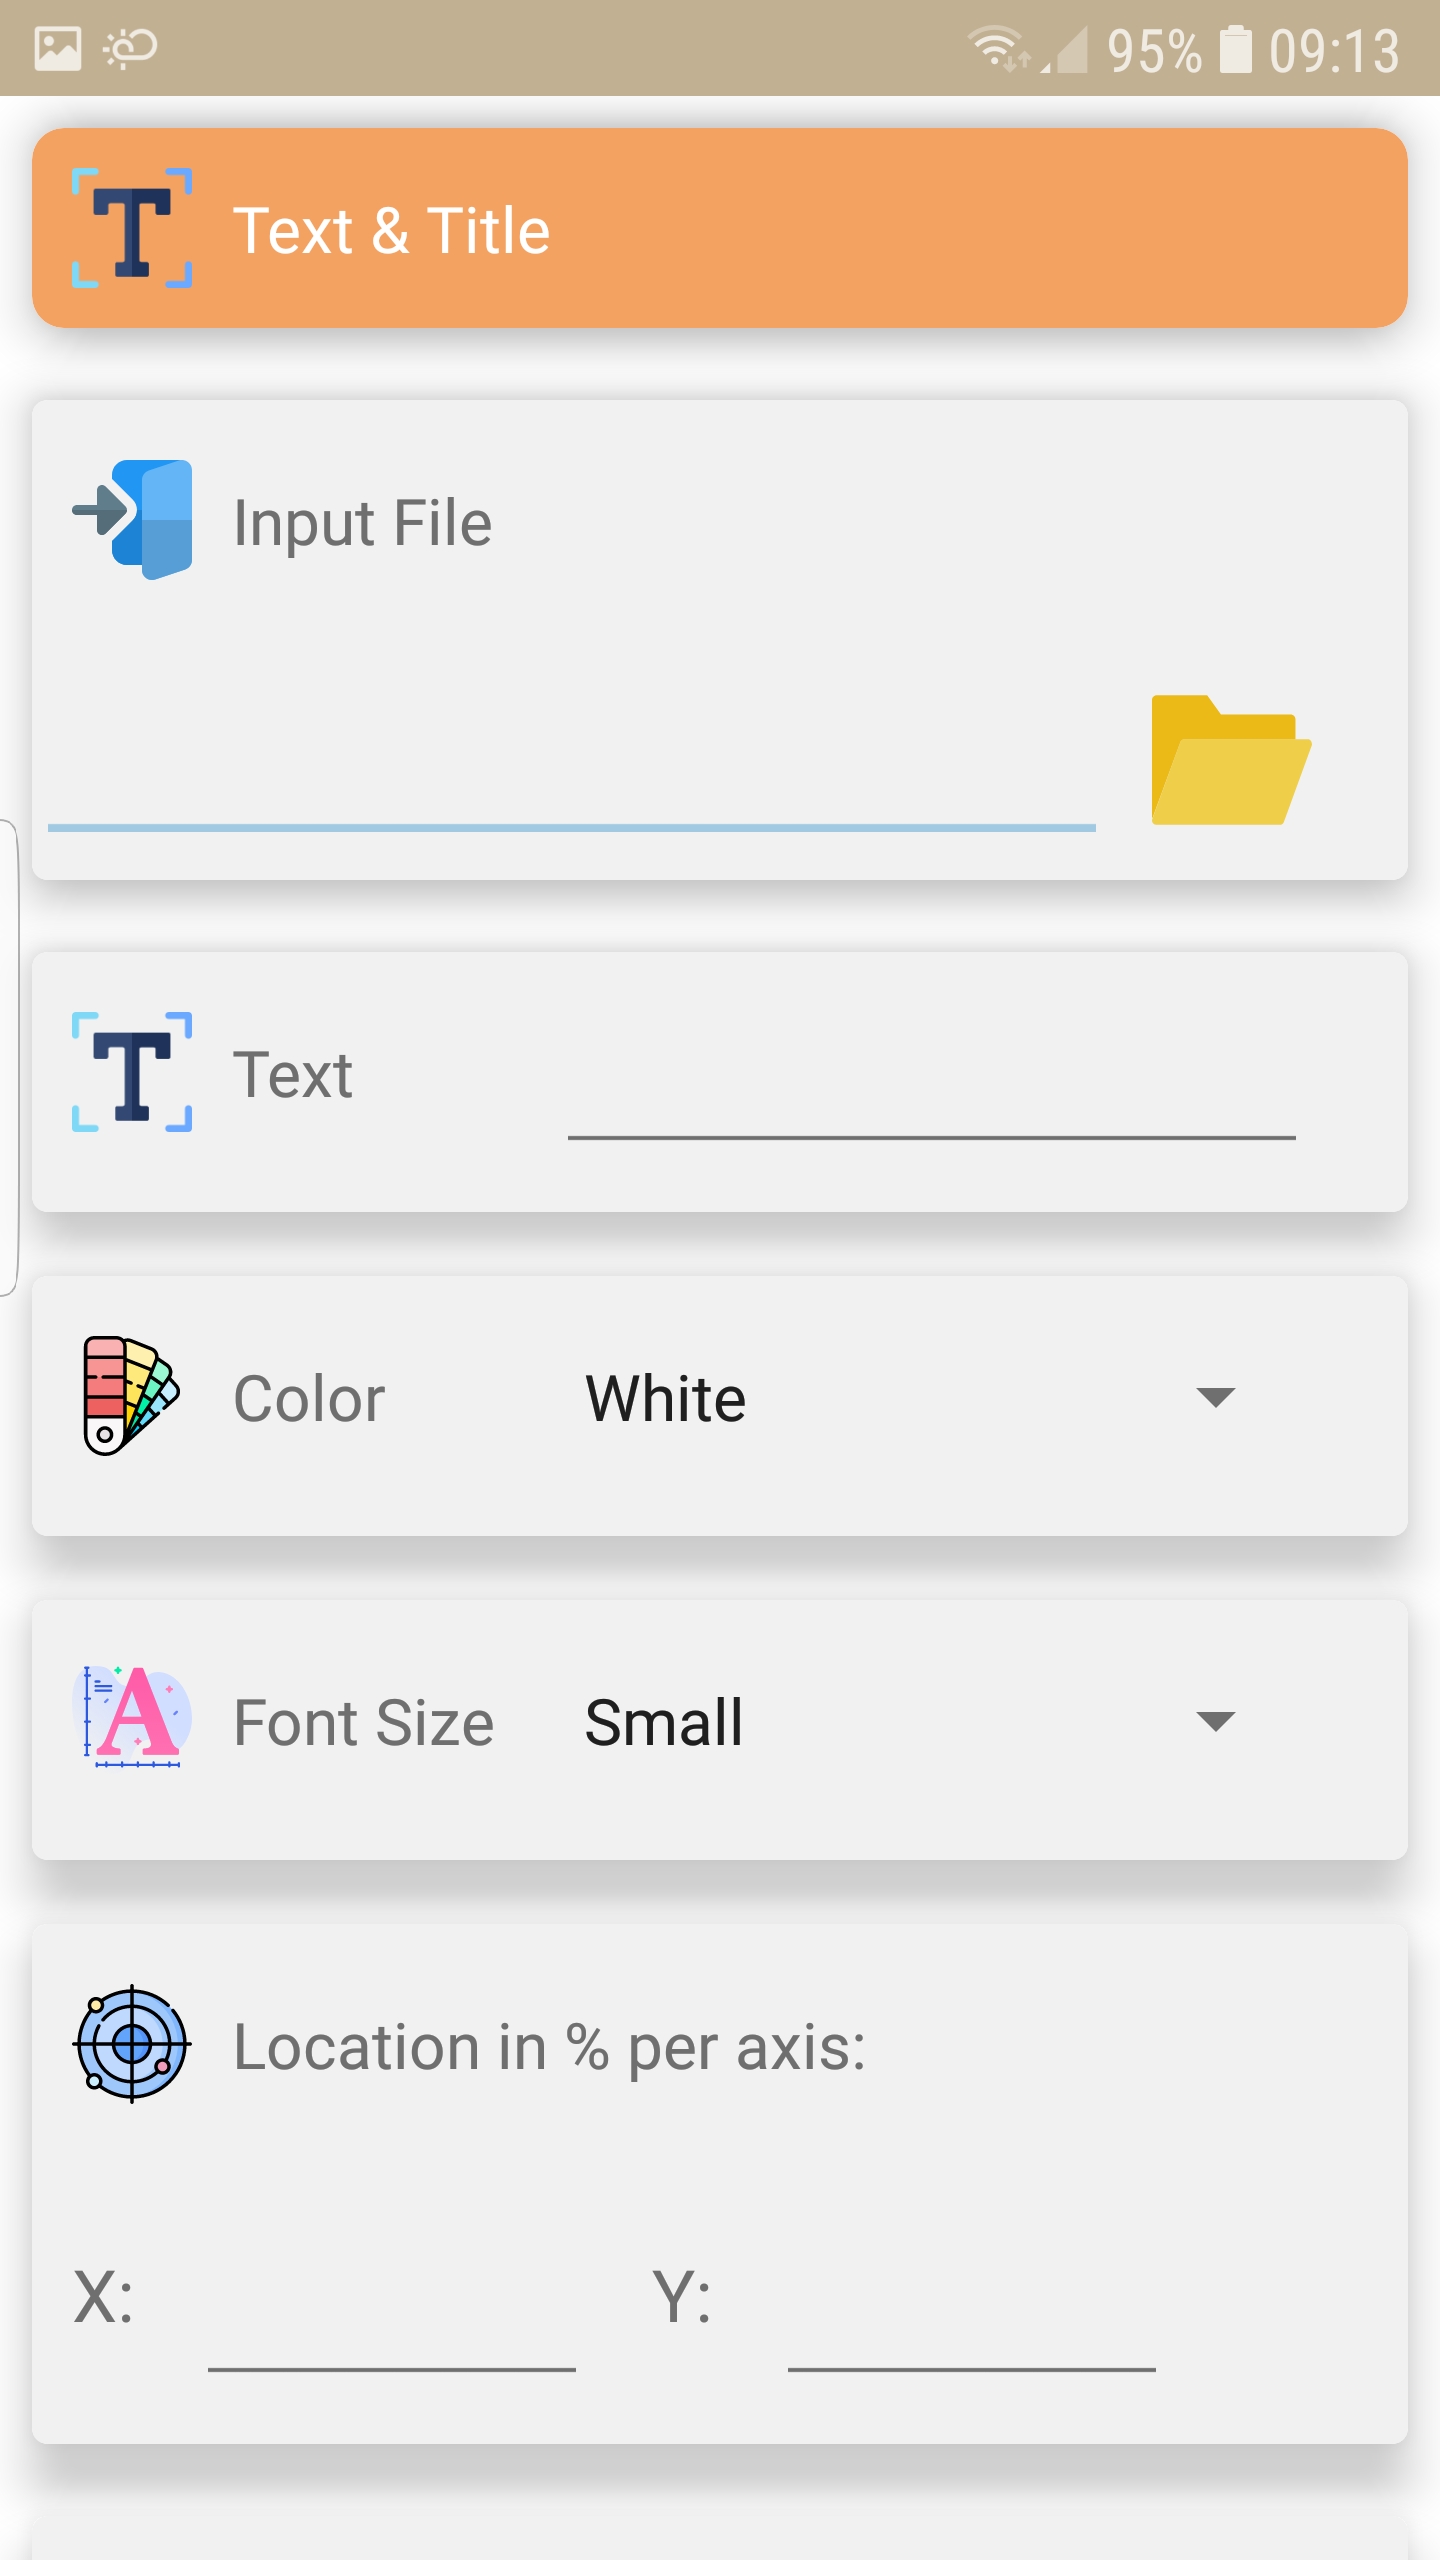 95% 09:13
Text & Title
Input File
Text
Color White
Font Size Small
Location in % per axis:
X: Y: